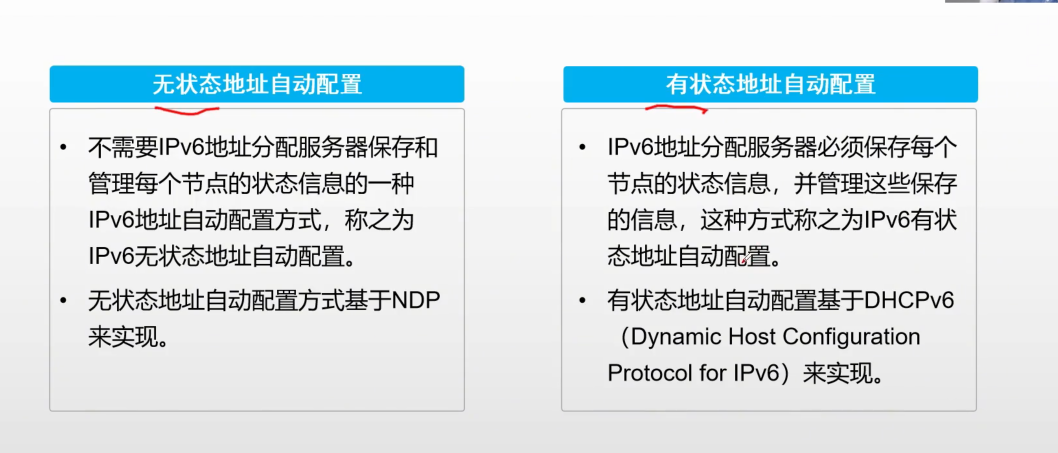 无状态地址自动配置
• 不需要IPv6地址分配服务器保存和
管理每个节点的状态信息的一种
IPv6地址自动配置方式，称之为
IPv6无状态地址自动配置。
• 无状态地址自动配置方式基于NDP
来实现。
有状态地址自动配置
• IPv6地址分配服务器必须保存每个
节点的状态信息，并管理这些保存
的信息，这种方式称之为IPv6有状
态地址自动配置。
• 有状态地址自动配置基于DHCPv6
（Dynamic Host Configuration
Protocol for IPv6）来实现。